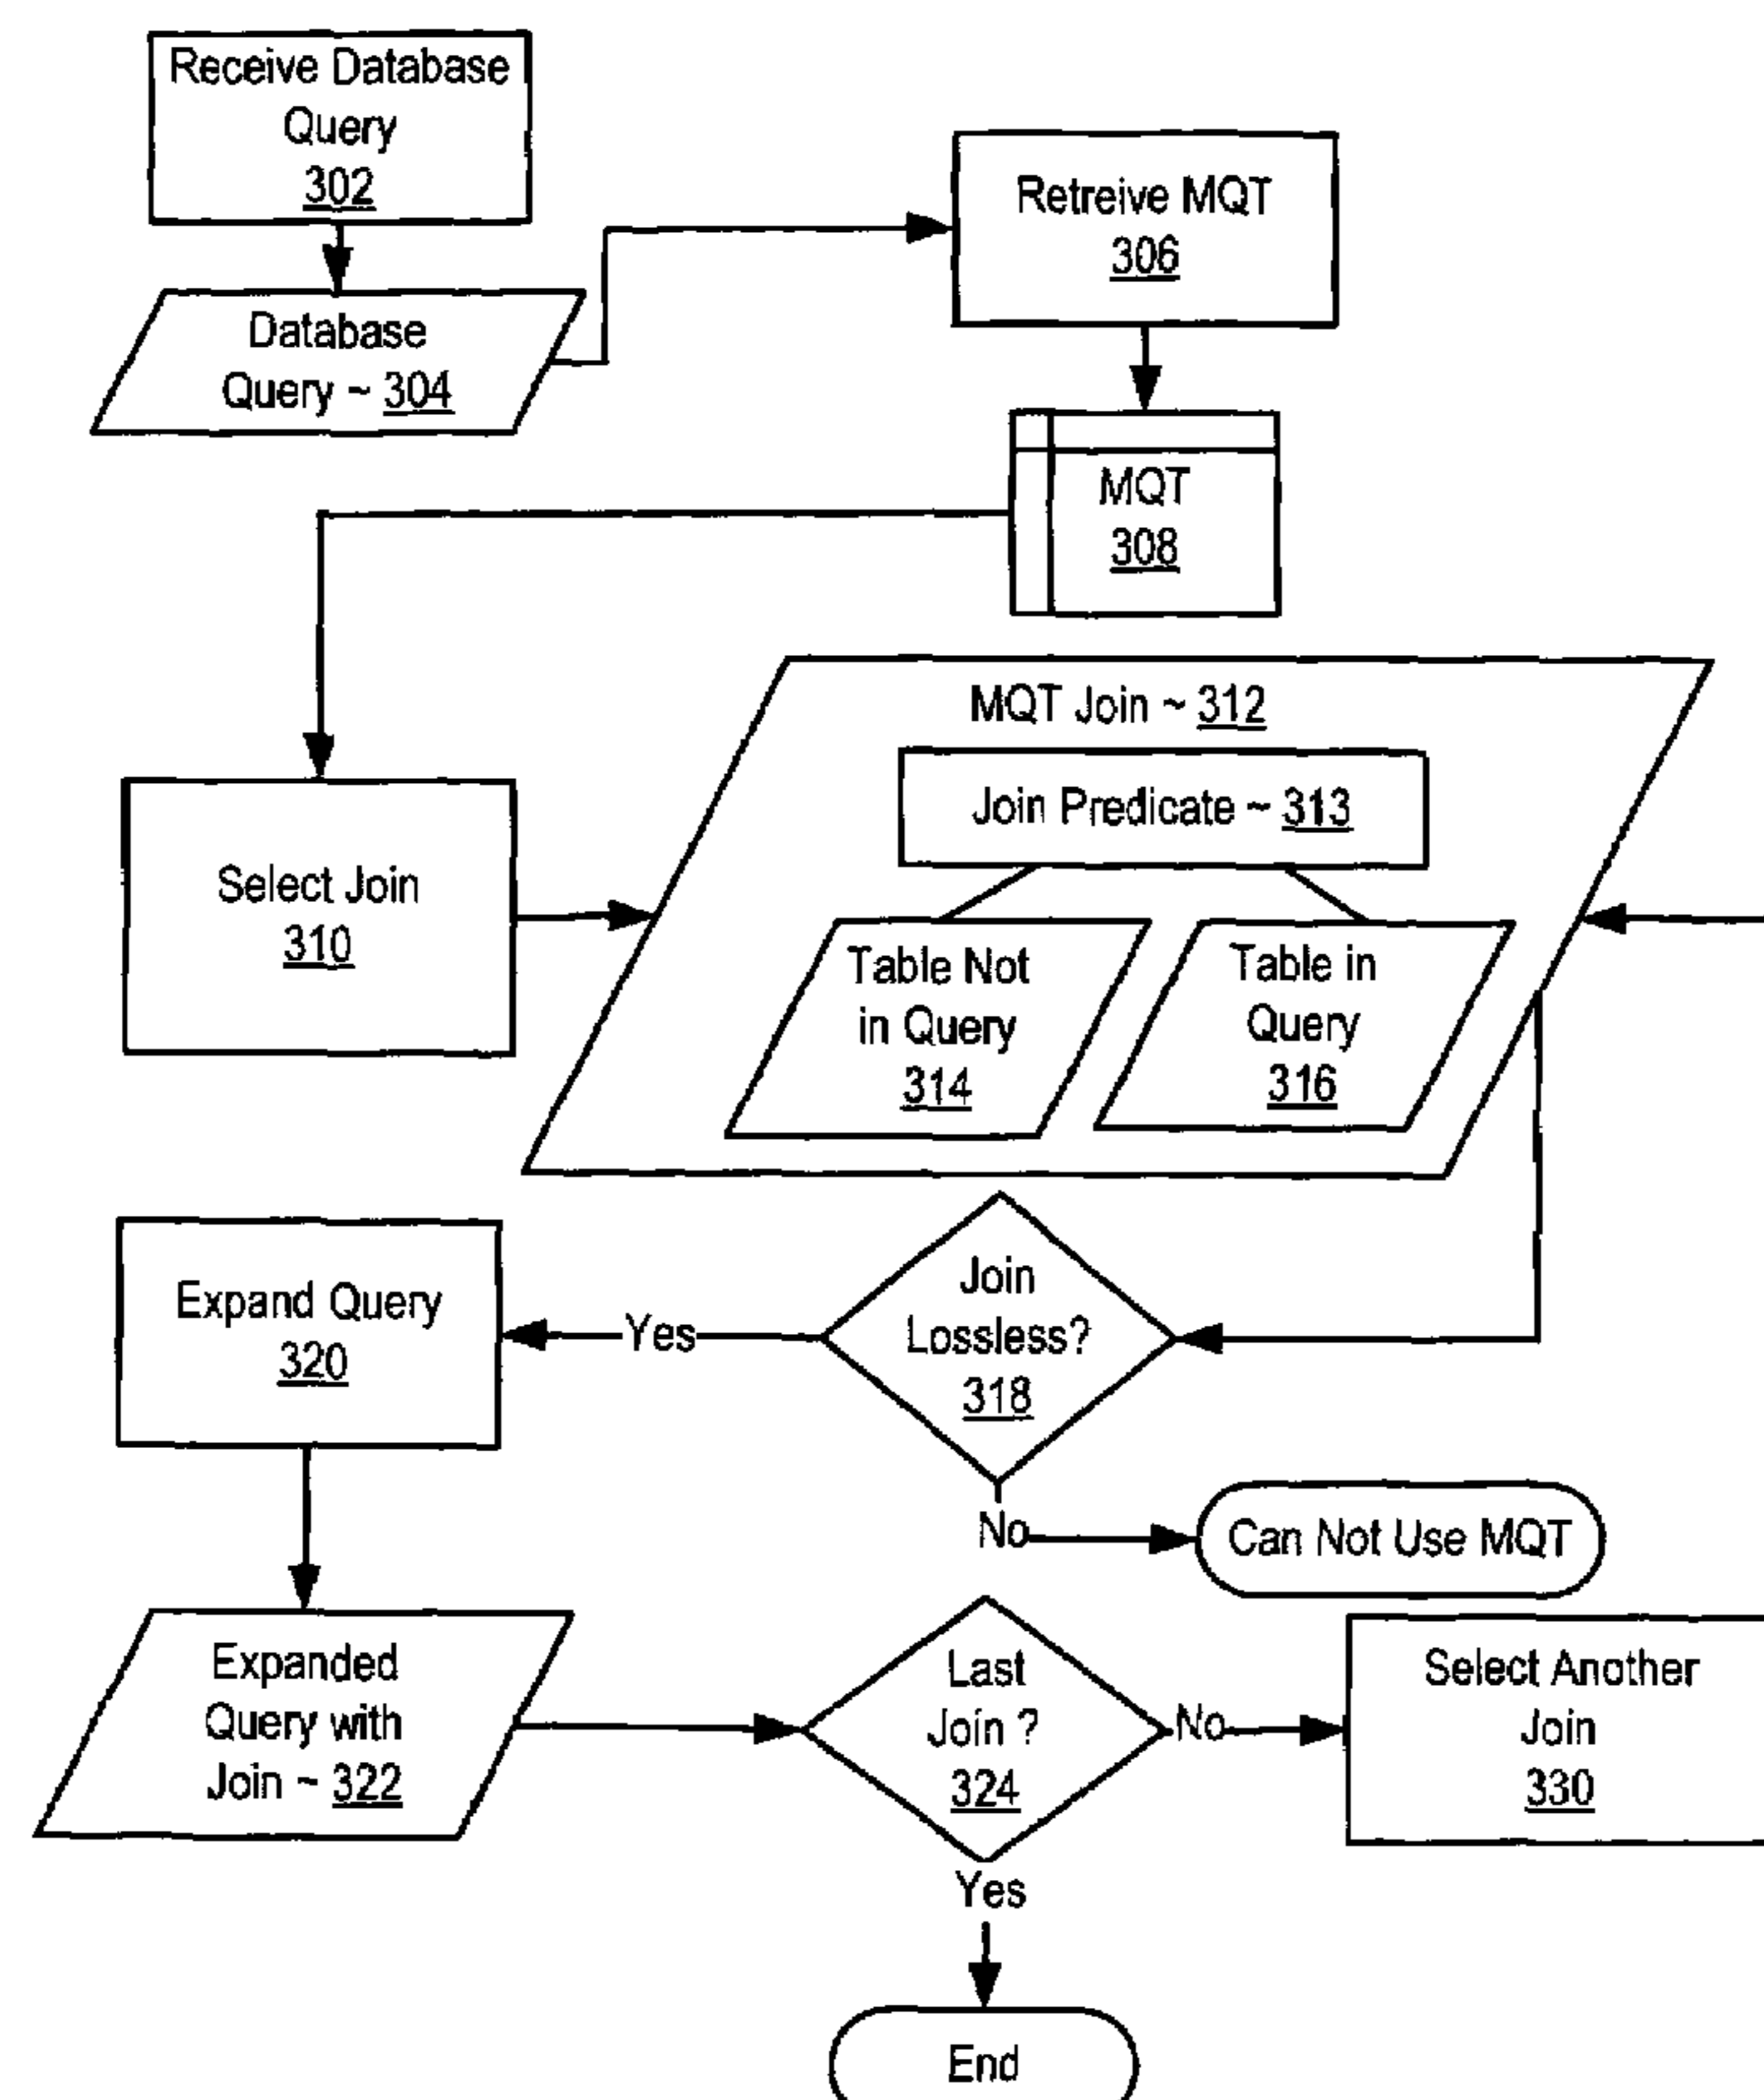 Receive Database
Query
302
Database
Query ~ 304
Retreive MQT
306
MQT
308
Select Join
310
MQT Join ~ 312
Join Predicate ~ 313
Table Not
in Query
314
Table in
Query
316
Join
Lossless?
318
Yes
No
Expand Query
320
Can Not Use MQT
Expanded
Query with
Join ~ 322
Last
Join ?
324
No
Yes
Select Another
Join
330
End